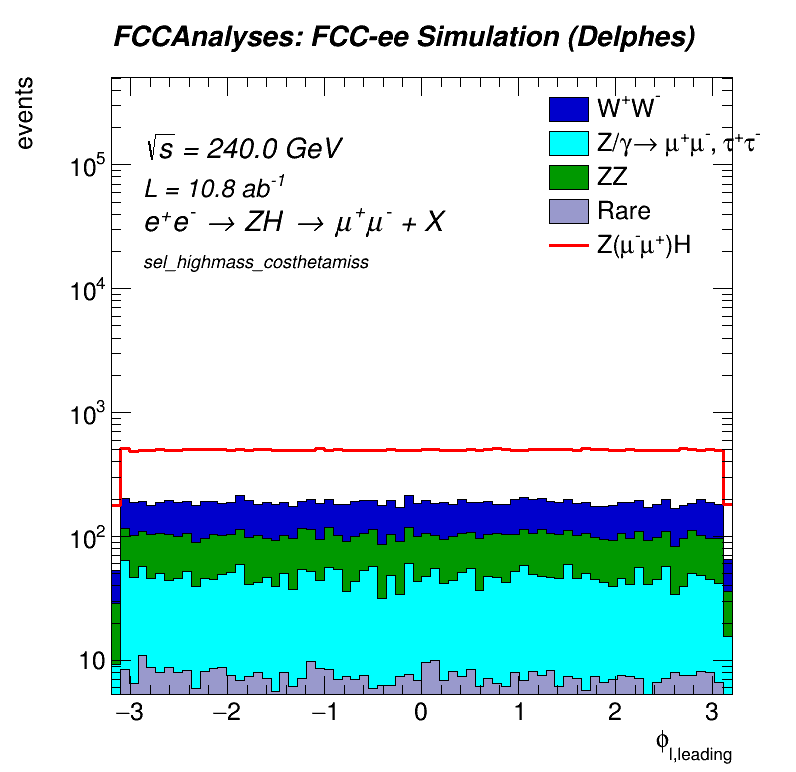 FCCAnalyses: FCC-ee Simulation (Delphes)
events
√s = 240.0 GeV
L = 10.8 ab⁻¹
e⁺e⁻ → ZH → μ⁺μ⁻ + X
sel_highmass_costhetamiss
W⁺W⁻
Z/γ→ μ⁺μ⁻, τ⁺τ⁻
ZZ
Rare
Z(μ⁻μ⁺)H
10⁵
10⁴
10³
10²
10
−3 −2 −1 0 1 2 3
ϕ_l,leading